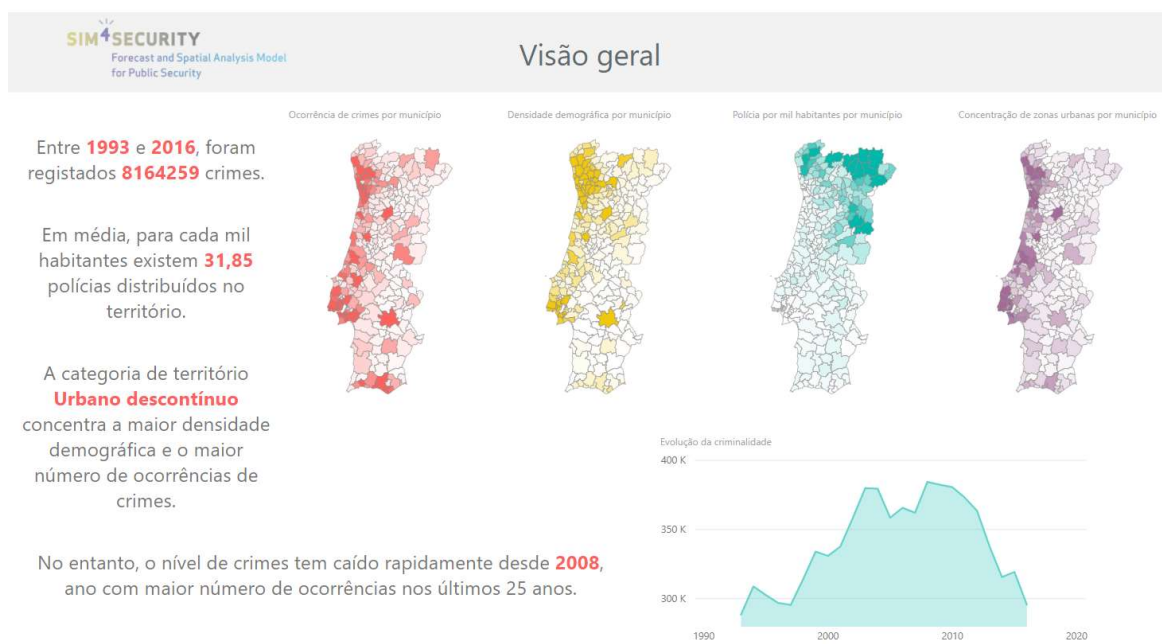 SIM4SECURITY
Forecast and Spatial Analysis Model
for Public Security
Visão geral
Ocorrência de crimes por município
Densidade demográfica por município
Polícia por mil habitantes por município
Concentração de zonas urbanas por município
Entre 1993 e 2016, foram
registados 8164259 crimes.
Em média, para cada mil
habitantes existem 31,85
polícias distribuídos no
território.
A categoria de território
Urbano descontínuo
concentra a maior densidade
demográfica e o maior
número de ocorrências de
crimes.
No entanto, o nível de crimes tem caído rapidamente desde 2008,
ano com maior número de ocorrências nos últimos 25 anos.
Evolução da criminalidade
400 K
350 K
300 K
1990
2000
2010
2020